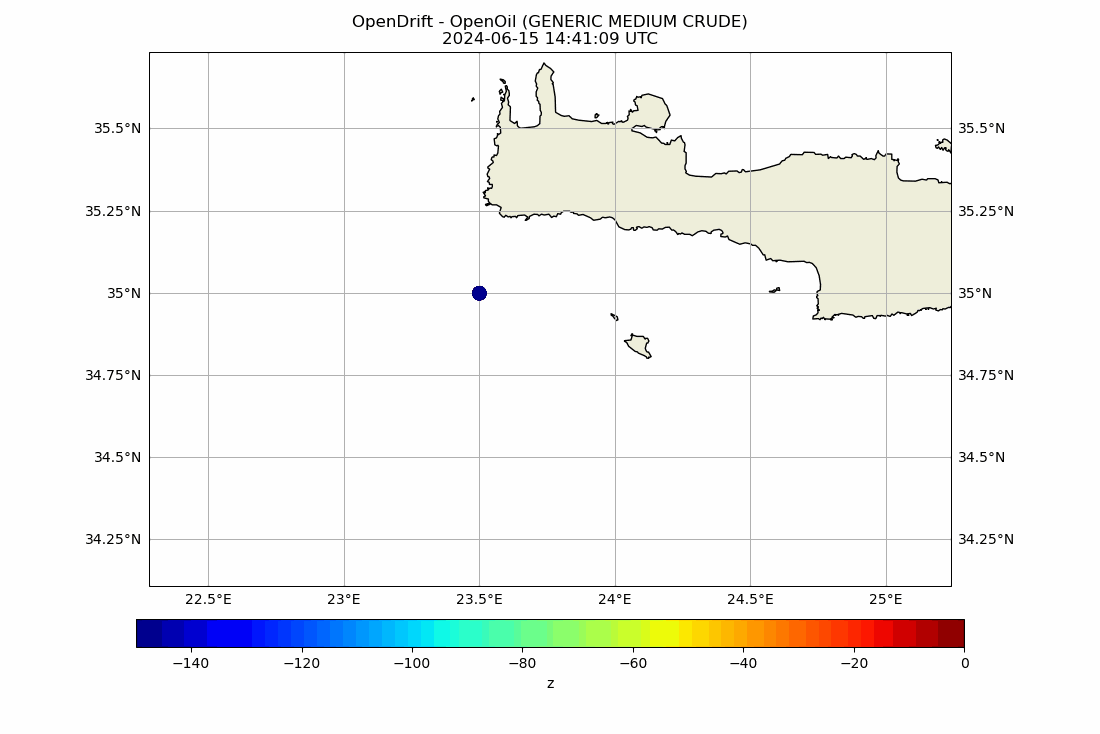 OpenDrift - OpenOil (GENERIC MEDIUM CRUDE)
2024-06-15 14:41:09 UTC
35.5°N 35.5°N
35.25°N 35.25°N
35°N 35°N
34.75°N 34.75°N
34.5°N 34.5°N
34.25°N 34.25°N
22.5°E 23°E 23.5°E 24°E 24.5°E 25°E
−140 −120 −100 −80 −60 −40 −20 0
z